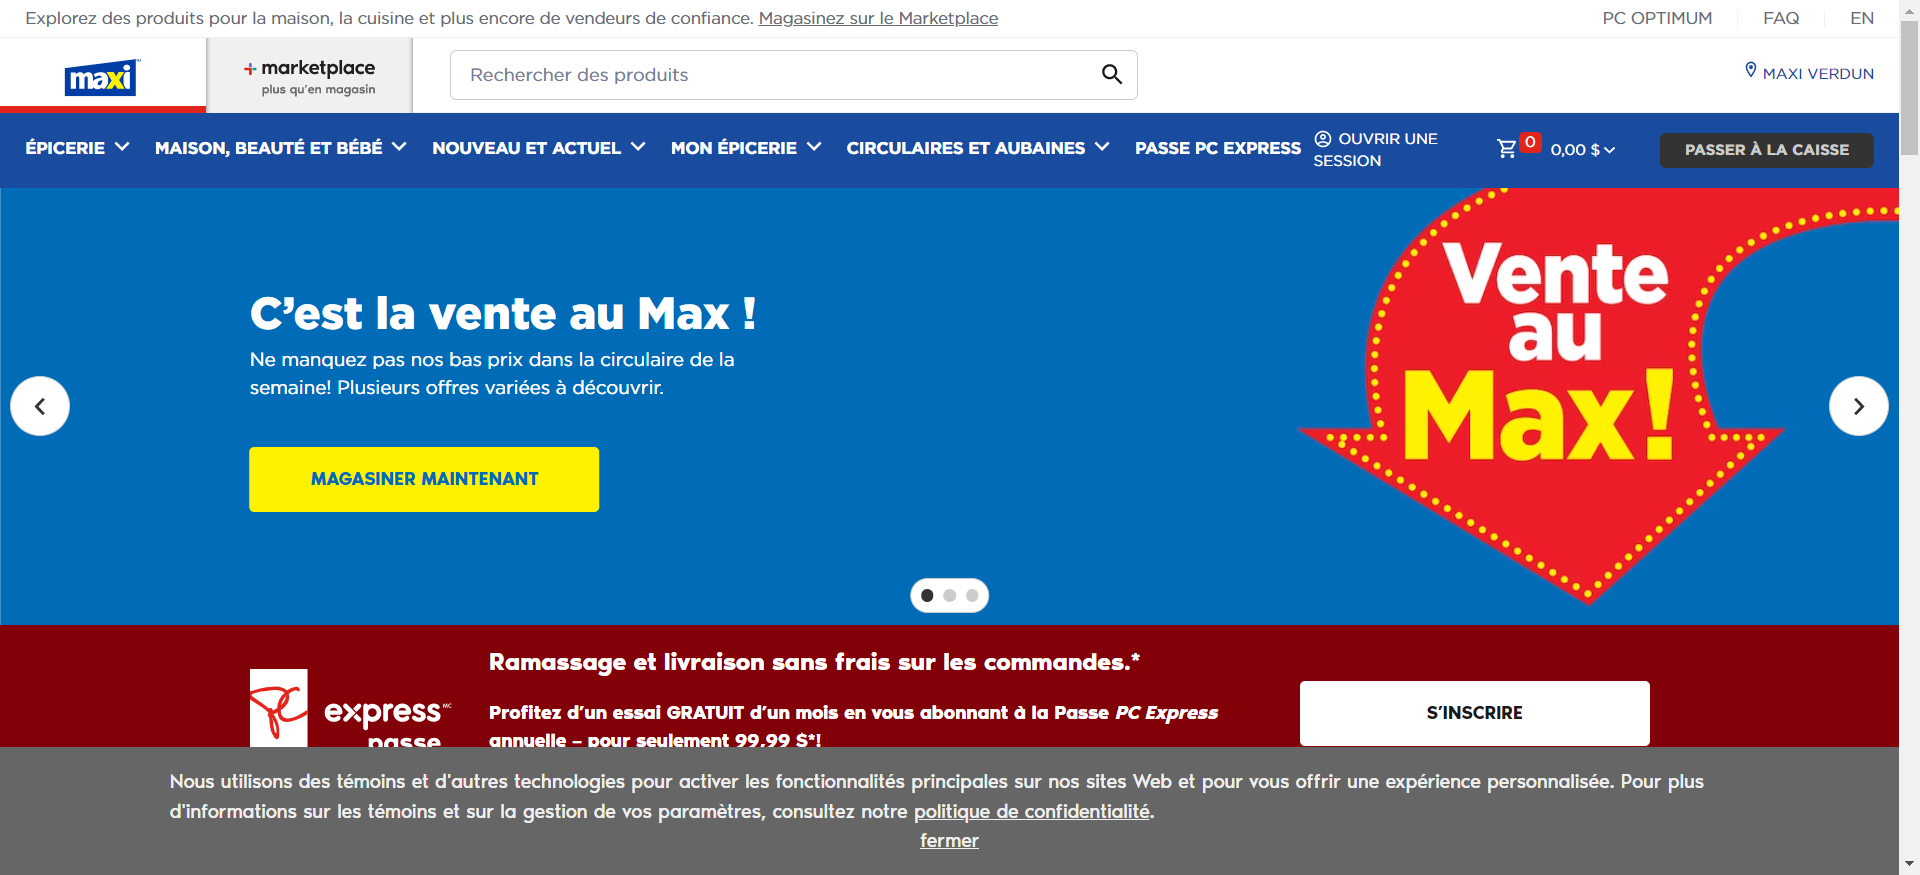 Explorez des produits pour la maison, la cuisine et plus encore de vendeurs de confiance. Magasinez sur le Marketplace
PC OPTIMUM
FAQ
EN
maxi
marketplace
plus qu'en magasin
Rechercher des produits
MAXI VERDUN
ÉPICERIE
MAISON, BEAUTÉ ET BÉBÉ
NOUVEAU ET ACTUEL
MON ÉPICERIE
CIRCULAIRES ET AUBAINES
PASSE PC EXPRESS
OUVRIR UNE
SESSION
0
0,00 $
PASSER À LA CAISSE
C’est la vente au Max !
Ne manquez pas nos bas prix dans la circulaire de la
semaine! Plusieurs offres variées à découvrir.
MAGASINER MAINTENANT
Vente
au
Max!
PC
express MC
passe
Ramassage et livraison sans frais sur les commandes.*
Profitez d’un essai GRATUIT d’un mois en vous abonnant à la Passe PC Express
annuelle – pour seulement 99,99 $*!
S’INSCRIRE
Nous utilisons des témoins et d'autres technologies pour activer les fonctionnalités principales sur nos sites Web et pour vous offrir une expérience personnalisée. Pour plus
d'informations sur les témoins et sur la gestion de vos paramètres, consultez notre politique de confidentialité.
fermer